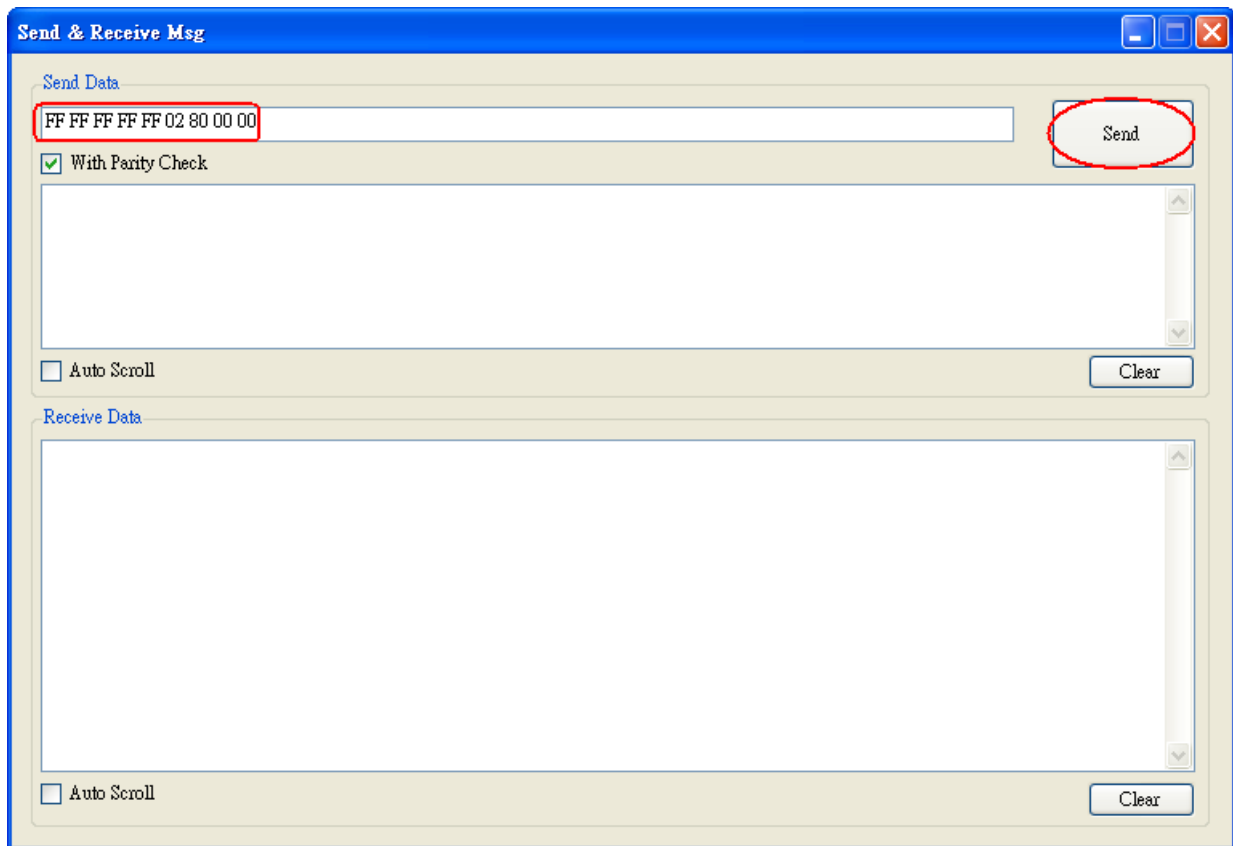 Send & Receive Msg
Send Data
FF FF FF FF FF 02 80 00 00
Send
With Parity Check
Auto Scroll
Clear
Receive Data
Auto Scroll
Clear